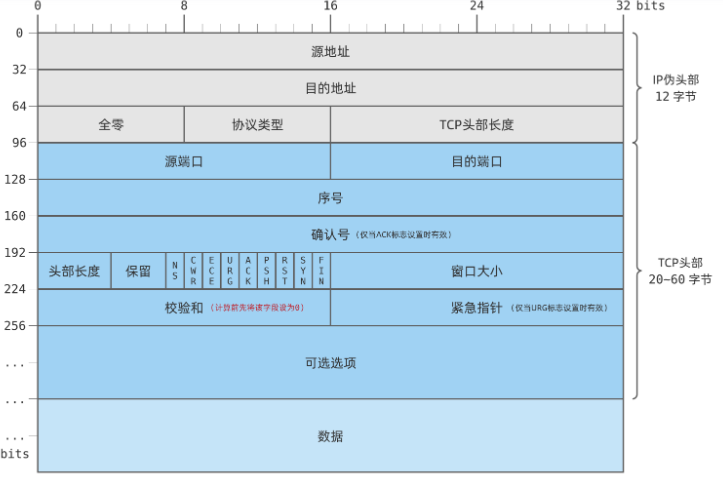 0 8 16 24 32 bits
0
源地址
32
目的地址
IP伪头部
12 字节
64
全零 协议类型 TCP头部长度
96
源端口 目的端口
128
序号
160
确认号 (仅当ACK标志设置时有效)
192
头部长度 保留 NS CWR ECE URG ACK PSH RST SYN FIN 窗口大小
TCP头部
20–60 字节
224
校验和 (计算前先将该字段设为0) 紧急指针 (仅当URG标志设置时有效)
256
可选选项
...
...
数据
...
bits